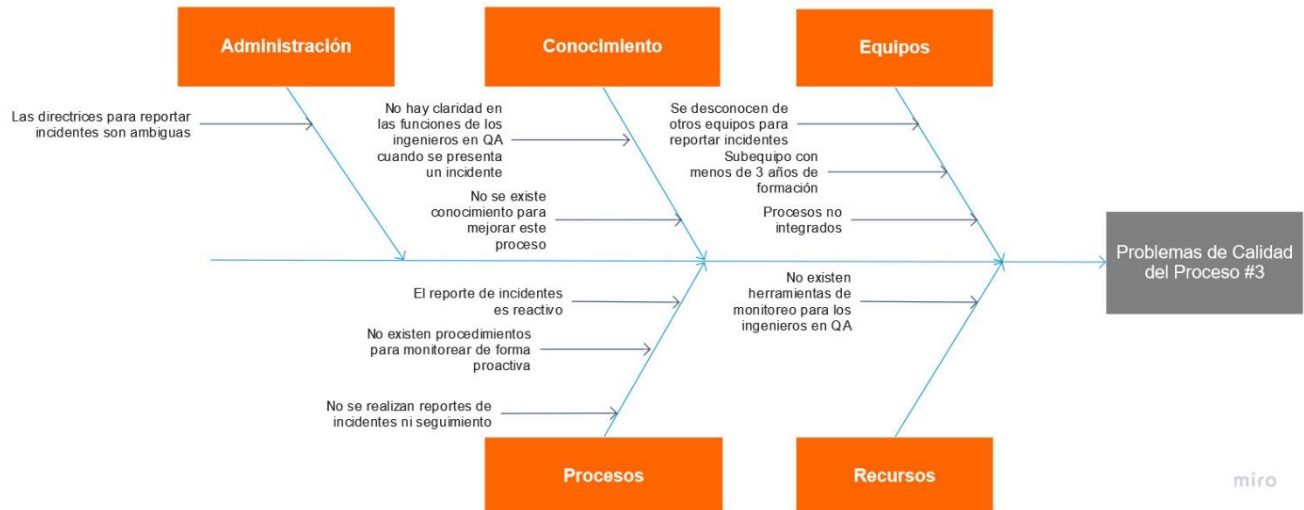 Administración
Conocimiento
Equipos
Las directrices para reportar
incidentes son ambiguas
No hay claridad en
las funciones de los
ingenieros en QA
cuando se presenta
un incidente
No se existe
conocimiento para
mejorar este
proceso
Se desconocen de
otros equipos para
reportar incidentes
Subequipo con
menos de 3 años de
formación
Procesos no
integrados
Problemas de Calidad
del Proceso #3
El reporte de incidentes
es reactivo
No existen procedimientos
para monitorear de forma
proactiva
No se realizan reportes de
incidentes ni seguimiento
No existen
herramientas de
monitoreo para los
ingenieros en QA
Procesos
Recursos
miro